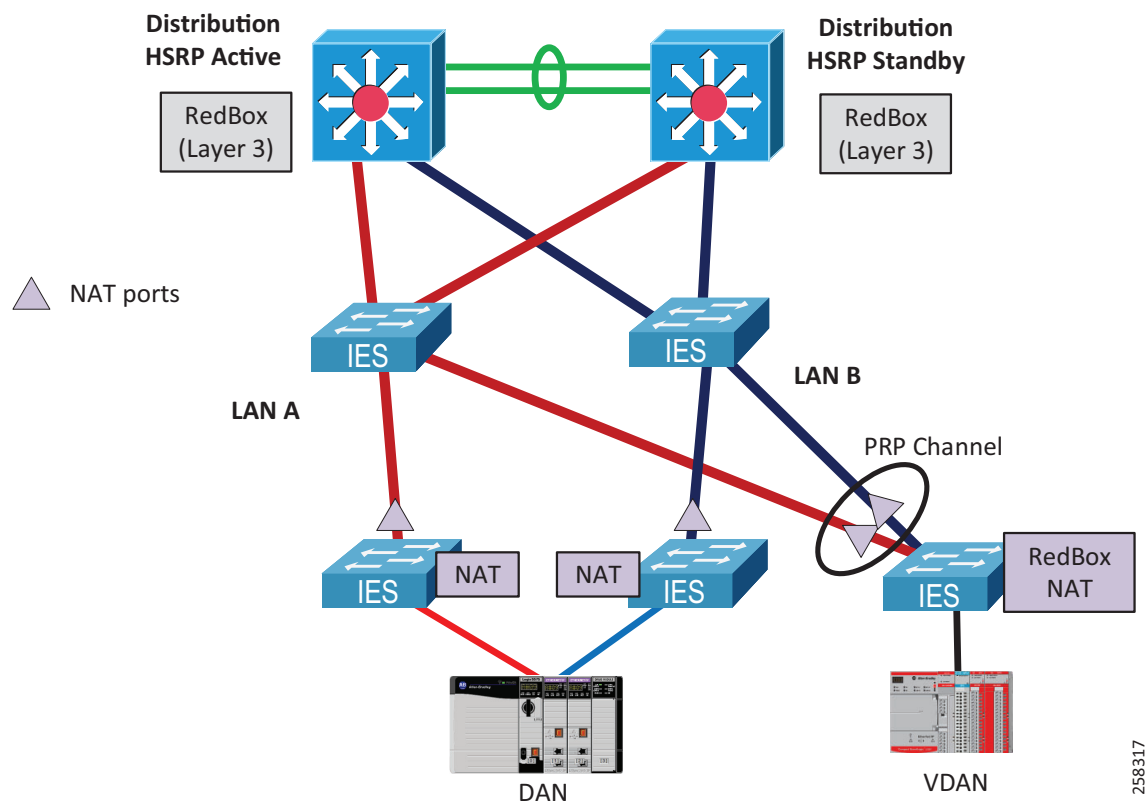 Distribution
HSRP Active
Distribution
HSRP Standby
RedBox
(Layer 3)
RedBox
(Layer 3)
NAT ports
IES
IES
LAN A
LAN B
PRP Channel
IES
NAT
NAT
IES
IES
RedBox
NAT
DAN
VDAN
258317